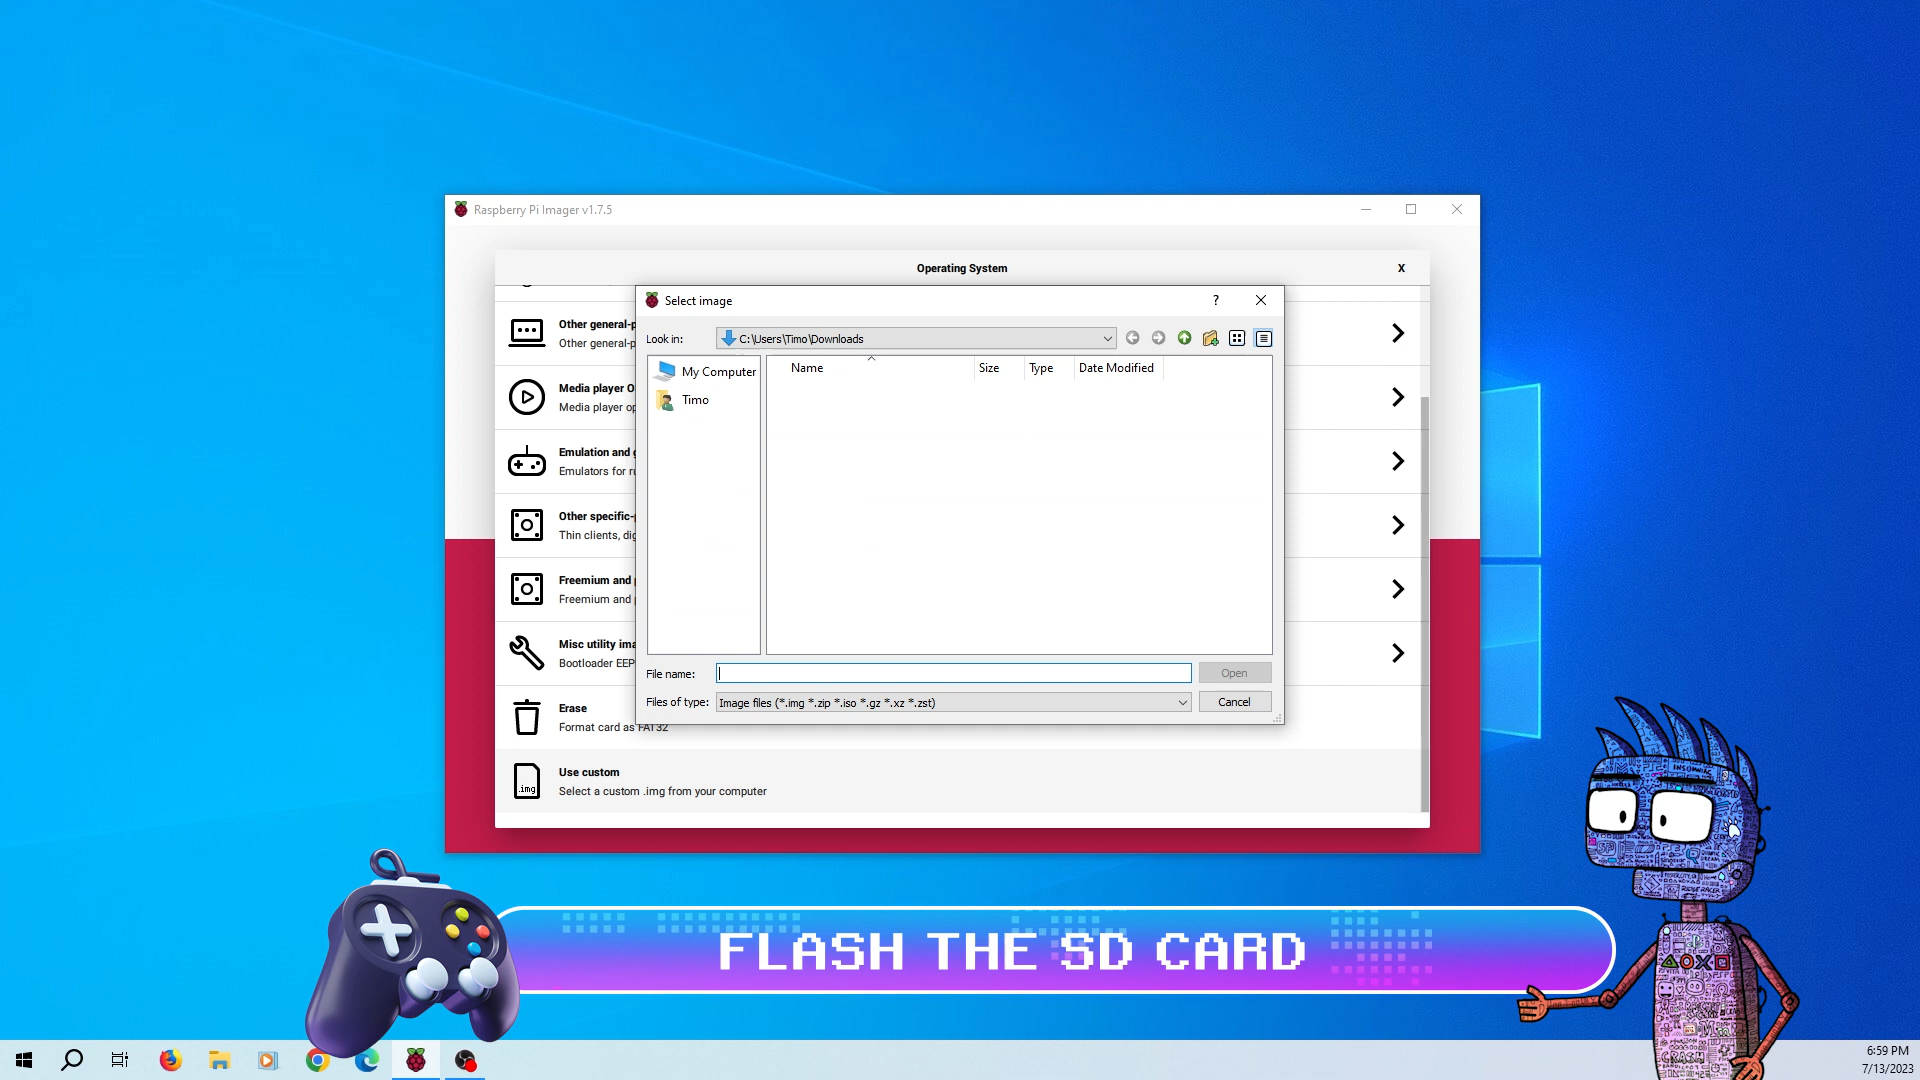 Raspberry Pi Imager v1.7.5
Operating System
X
Select image
?
Other general-p
Other general-p
Look in:
C:\Users\Timo\Downloads
My Computer
Timo
Name
Size
Type
Date Modified
Media player O
Media player op
Emulation and g
Emulators for ru
Other specific-p
Thin clients, dig
Freemium and p
Freemium and p
Misc utility ima
Bootloader EEP
File name:
Open
Files of type:
Image files (*.img *.zip *.iso *.gz *.xz *.zst)
Cancel
Erase
Format card as FAT32
.img
Use custom
Select a custom .img from your computer
FLASH THE SD CARD
INSOMNIAC
CRASH
6:59 PM
7/13/2023